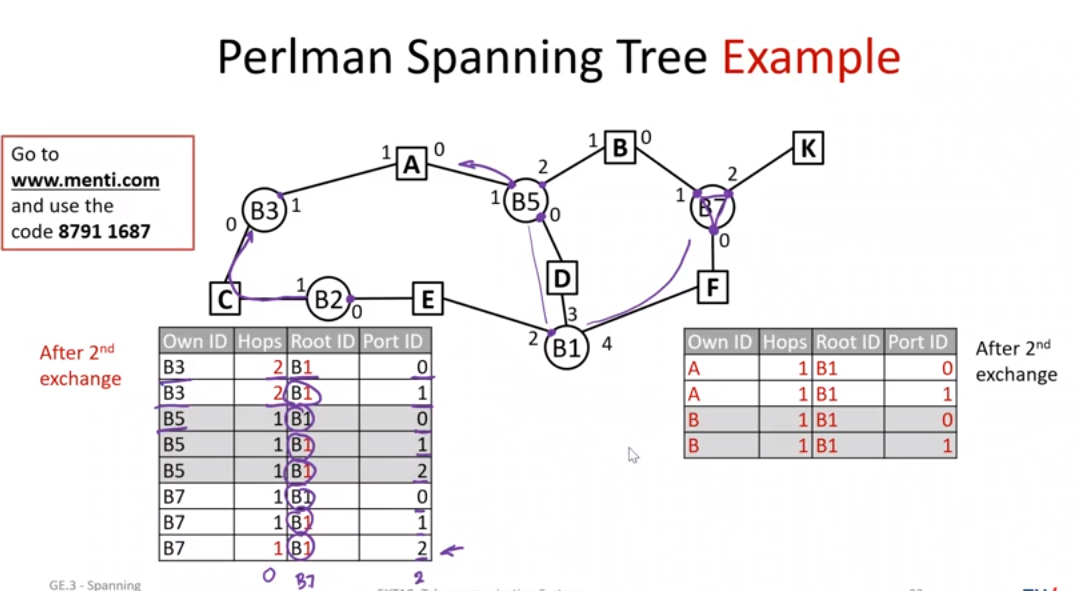 Perlman Spanning Tree Example
Go to
www.menti.com
and use the
code 8791 1687
1 A 0
1 B 0
K
B3 1
0
2
1 B5 0
2
1 B7
0
C
1 B2 0
E
D
F
3
2 B1 4
After 2nd
exchange
Own ID Hops Root ID Port ID
B3 2 B1 0
B3 2 B1 1
B5 1 B1 0
B5 1 B1 1
B5 1 B1 2
B7 1 B1 0
B7 1 B1 1
B7 1 B1 2
0 B7 2
Own ID Hops Root ID Port ID
A 1 B1 0
A 1 B1 1
B 1 B1 0
B 1 B1 1
After 2nd
exchange
GE.3 - Spanning